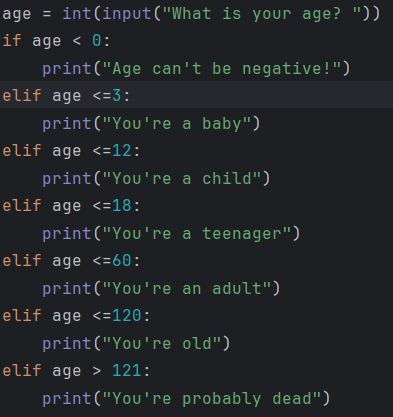 age = int(input("What is your age? "))
if age < 0:
    print("Age can't be negative!")
elif age <=3:
    print("You're a baby")
elif age <=12:
    print("You're a child")
elif age <=18:
    print("You're a teenager")
elif age <=60:
    print("You're an adult")
elif age <=120:
    print("You're old")
elif age > 121:
    print("You're probably dead")